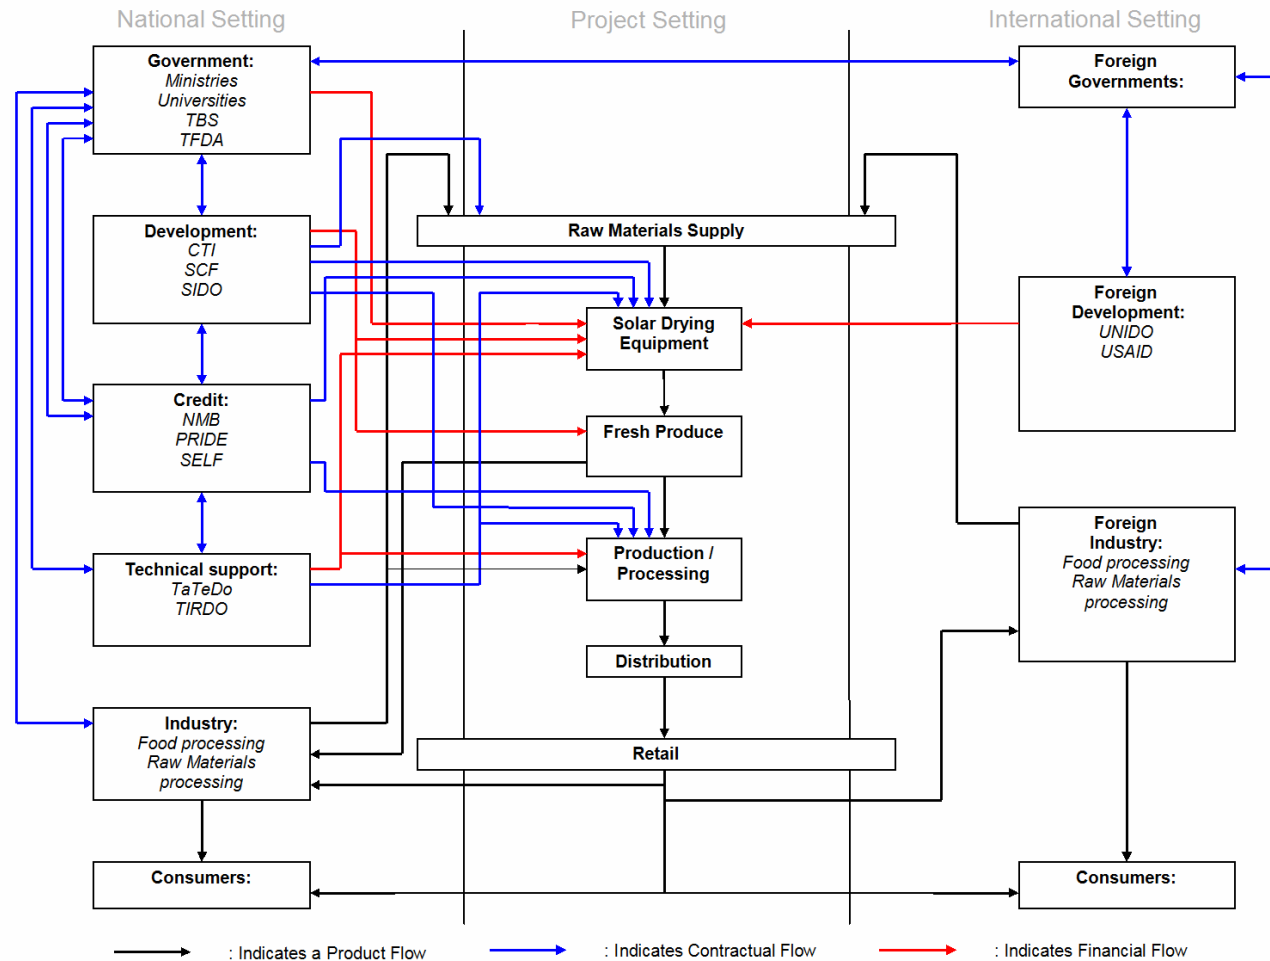 National Setting
Project Setting
International Setting
Government:
Ministries
Universities
TBS
TFDA
Foreign
Governments:
Development:
CTI
SCF
SIDO
Raw Materials Supply
Foreign
Development:
UNIDO
USAID
Solar Drying
Equipment
Credit:
NMB
PRIDE
SELF
Fresh Produce
Foreign
Industry:
Food processing
Raw Materials
processing
Production /
Processing
Technical support:
TaTeDo
TIRDO
Distribution
Industry:
Food processing
Raw Materials
processing
Retail
Consumers:
Consumers:
: Indicates a Product Flow
: Indicates Contractual Flow
: Indicates Financial Flow